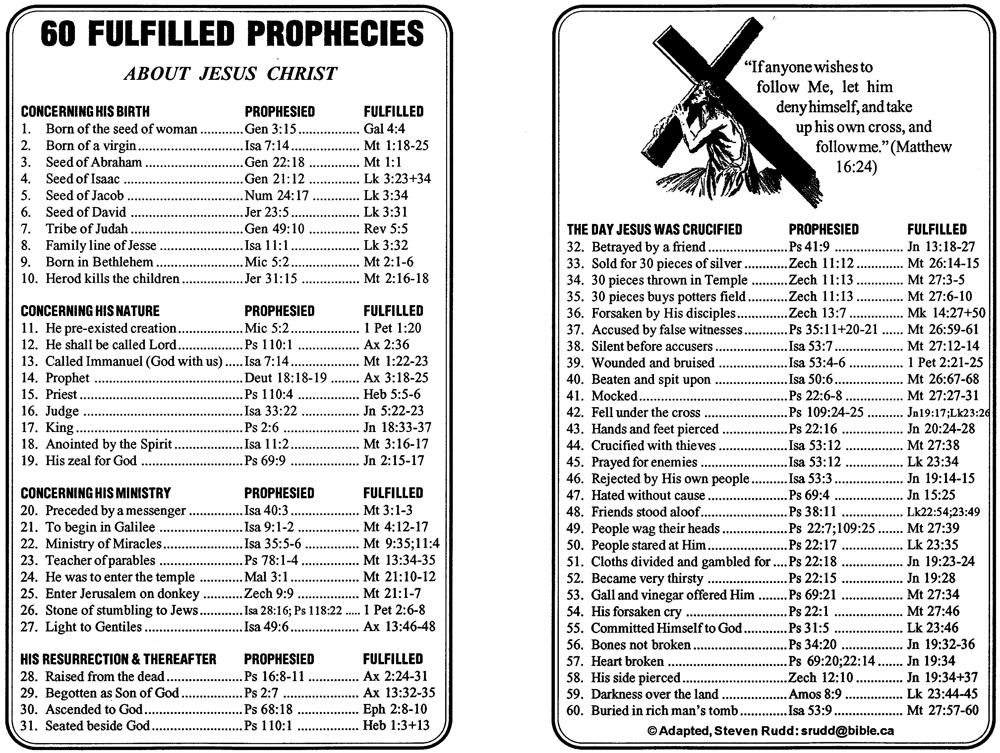 60 FULFILLED PROPHECIES
ABOUT JESUS CHRIST
CONCERNING HIS BIRTH PROPHESIED FULFILLED
1. Born of the seed of woman ............Gen 3:15................. Gal 4:4
2. Born of a virgin..............................Isa 7:14.................... Mt 1:18-25
3. Seed of Abraham ............................Gen 22:18 .............. Mt 1:1
4. Seed of Isaac ..................................Gen 21:12 .............. Lk 3:23+34
5. Seed of Jacob .................................Num 24:17 ............. Lk 3:34
6. Seed of David ................................Jer 23:5.................... Lk 3:31
7. Tribe of Judah................................Gen 49:10 .............. Rev 5:5
8. Family line of Jesse ........................Isa 11:1.................... Lk 3:32
9. Born in Bethlehem .........................Mic 5:2.................... Mt 2:1-6
10. Herod kills the children.................Jer 31:15 ................ Mt 2:16-18
CONCERNING HIS NATURE PROPHESIED FULFILLED
11. He pre-existed creation..................Mic 5:2.................... 1 Pet 1:20
12. He shall be called Lord..................Ps 110:1 ................. Ax 2:36
13. Called Immanuel (God with us) .....Isa 7:14.................... Mt 1:22-23
14. Prophet ..........................................Deut 18:18-19 ........ Ax 3:18-25
15. Priest..............................................Ps 110:4 ................. Heb 5:5-6
16. Judge .............................................Isa 33:22 ................ Jn 5:22-23
17. King...............................................Ps 2:6 ..................... Jn 18:33-37
18. Anointed by the Spirit...................Isa 11:2.................... Mt 3:16-17
19. His zeal for God ............................Ps 69:9 ................... Jn 2:15-17
CONCERNING HIS MINISTRY PROPHESIED FULFILLED
20. Preceded by a messenger ...............Isa 40:3.................... Mt 3:1-3
21. To begin in Galilee .......................Isa 9:1-2 ................. Mt 4:12-17
22. Ministry of Miracles......................Isa 35:5-6 ............... Mt 9:35;11:4
23. Teacher of parables .......................Ps 78:1-4 ................ Mt 13:34-35
24. He was to enter the temple ............Mal 3:1.................... Mt 21:10-12
25. Enter Jerusalem on donkey ...........Zech 9:9 ................. Mt 21:1-7
26. Stone of stumbling to Jews............Isa 28:16; Ps 118:22 ..... 1 Pet 2:6-8
27. Light to Gentiles ...........................Isa 49:6.................... Ax 13:46-48
HIS RESURRECTION & THEREAFTER PROPHESIED FULFILLED
28. Raised from the dead.....................Ps 16:8-11 .............. Ax 2:24-31
29. Begotten as Son of God.................Ps 2:7 ..................... Ax 13:32-35
30. Ascended to God...........................Ps 68:18 ................. Eph 2:8-10
31. Seated beside God.........................Ps 110:1 ................. Heb 1:3+13
“If anyone wishes to
follow Me, let him
deny himself, and take
up his own cross, and
follow me.” (Matthew
16:24)
THE DAY JESUS WAS CRUCIFIED PROPHESIED FULFILLED
32. Betrayed by a friend ......................Ps 41:9 ................... Jn 13:18-27
33. Sold for 30 pieces of silver ............Zech 11:12............. Mt 26:14-15
34. 30 pieces thrown in Temple ..........Zech 11:13 ............. Mt 27:3-5
35. 30 pieces buys potters field...........Zech 11:13 ............. Mt 27:6-10
36. Forsaken by His disciples..............Zech 13:7............... Mk 14:27+50
37. Accused by false witnesses............Ps 35:11+20-21 ...... Mt 26:59-61
38. Silent before accusers ....................Isa 53:7................... Mt 27:12-14
39. Wounded and bruised ...................Isa 53:4-6 ............... 1 Pet 2:21-25
40. Beaten and spit upon ....................Isa 50:6.................... Mt 26:67-68
41. Mocked.........................................Ps 22:6-8 ................ Mt 27:27-31
42. Fell under the cross .......................Ps 109:24-25 .......... Jn19:17;Lk23:26
43. Hands and feet pierced ..................Ps 22:16 ................. Jn 20:24-28
44. Crucified with thieves ...................Isa 53:12 ................ Mt 27:38
45. Prayed for enemies ........................Isa 53:12 ................ Lk 23:34
46. Rejected by His own people..........Isa 53:3................... Jn 19:14-15
47. Hated without cause ......................Ps 69:4 ................... Jn 15:25
48. Friends stood aloof........................Ps 38:11 ................. Lk22:54;23:49
49. People wag their heads..................Ps 22:7;109:25 ....... Mt 27:39
50. People stared at Him......................Ps 22:17 ................. Lk 23:35
51. Cloths divided and gambled for ....Ps 22:18 ................. Jn 19:23-24
52. Became very thirsty ......................Ps 22:15 ................. Jn 19:28
53. Gall and vinegar offered Him ........Ps 69:21 ................. Mt 27:34
54. His forsaken cry ............................Ps 22:1 ................... Mt 27:46
55. Committed Himself to God............Ps 31:5 ................... Lk 23:46
56. Bones not broken..........................Ps 34:20 ................. Jn 19:32-36
57. Heart broken .................................Ps 69:20;22:14....... Jn 19:34
58. His side pierced.............................Zech 12:10............. Jn 19:34+37
59. Darkness over the land ..................Amos 8:9 ................ Lk 23:44-45
60. Buried in rich man's tomb.............Isa 53:9................... Mt 27:57-60
© Adapted, Steven Rudd: srudd@bible.ca